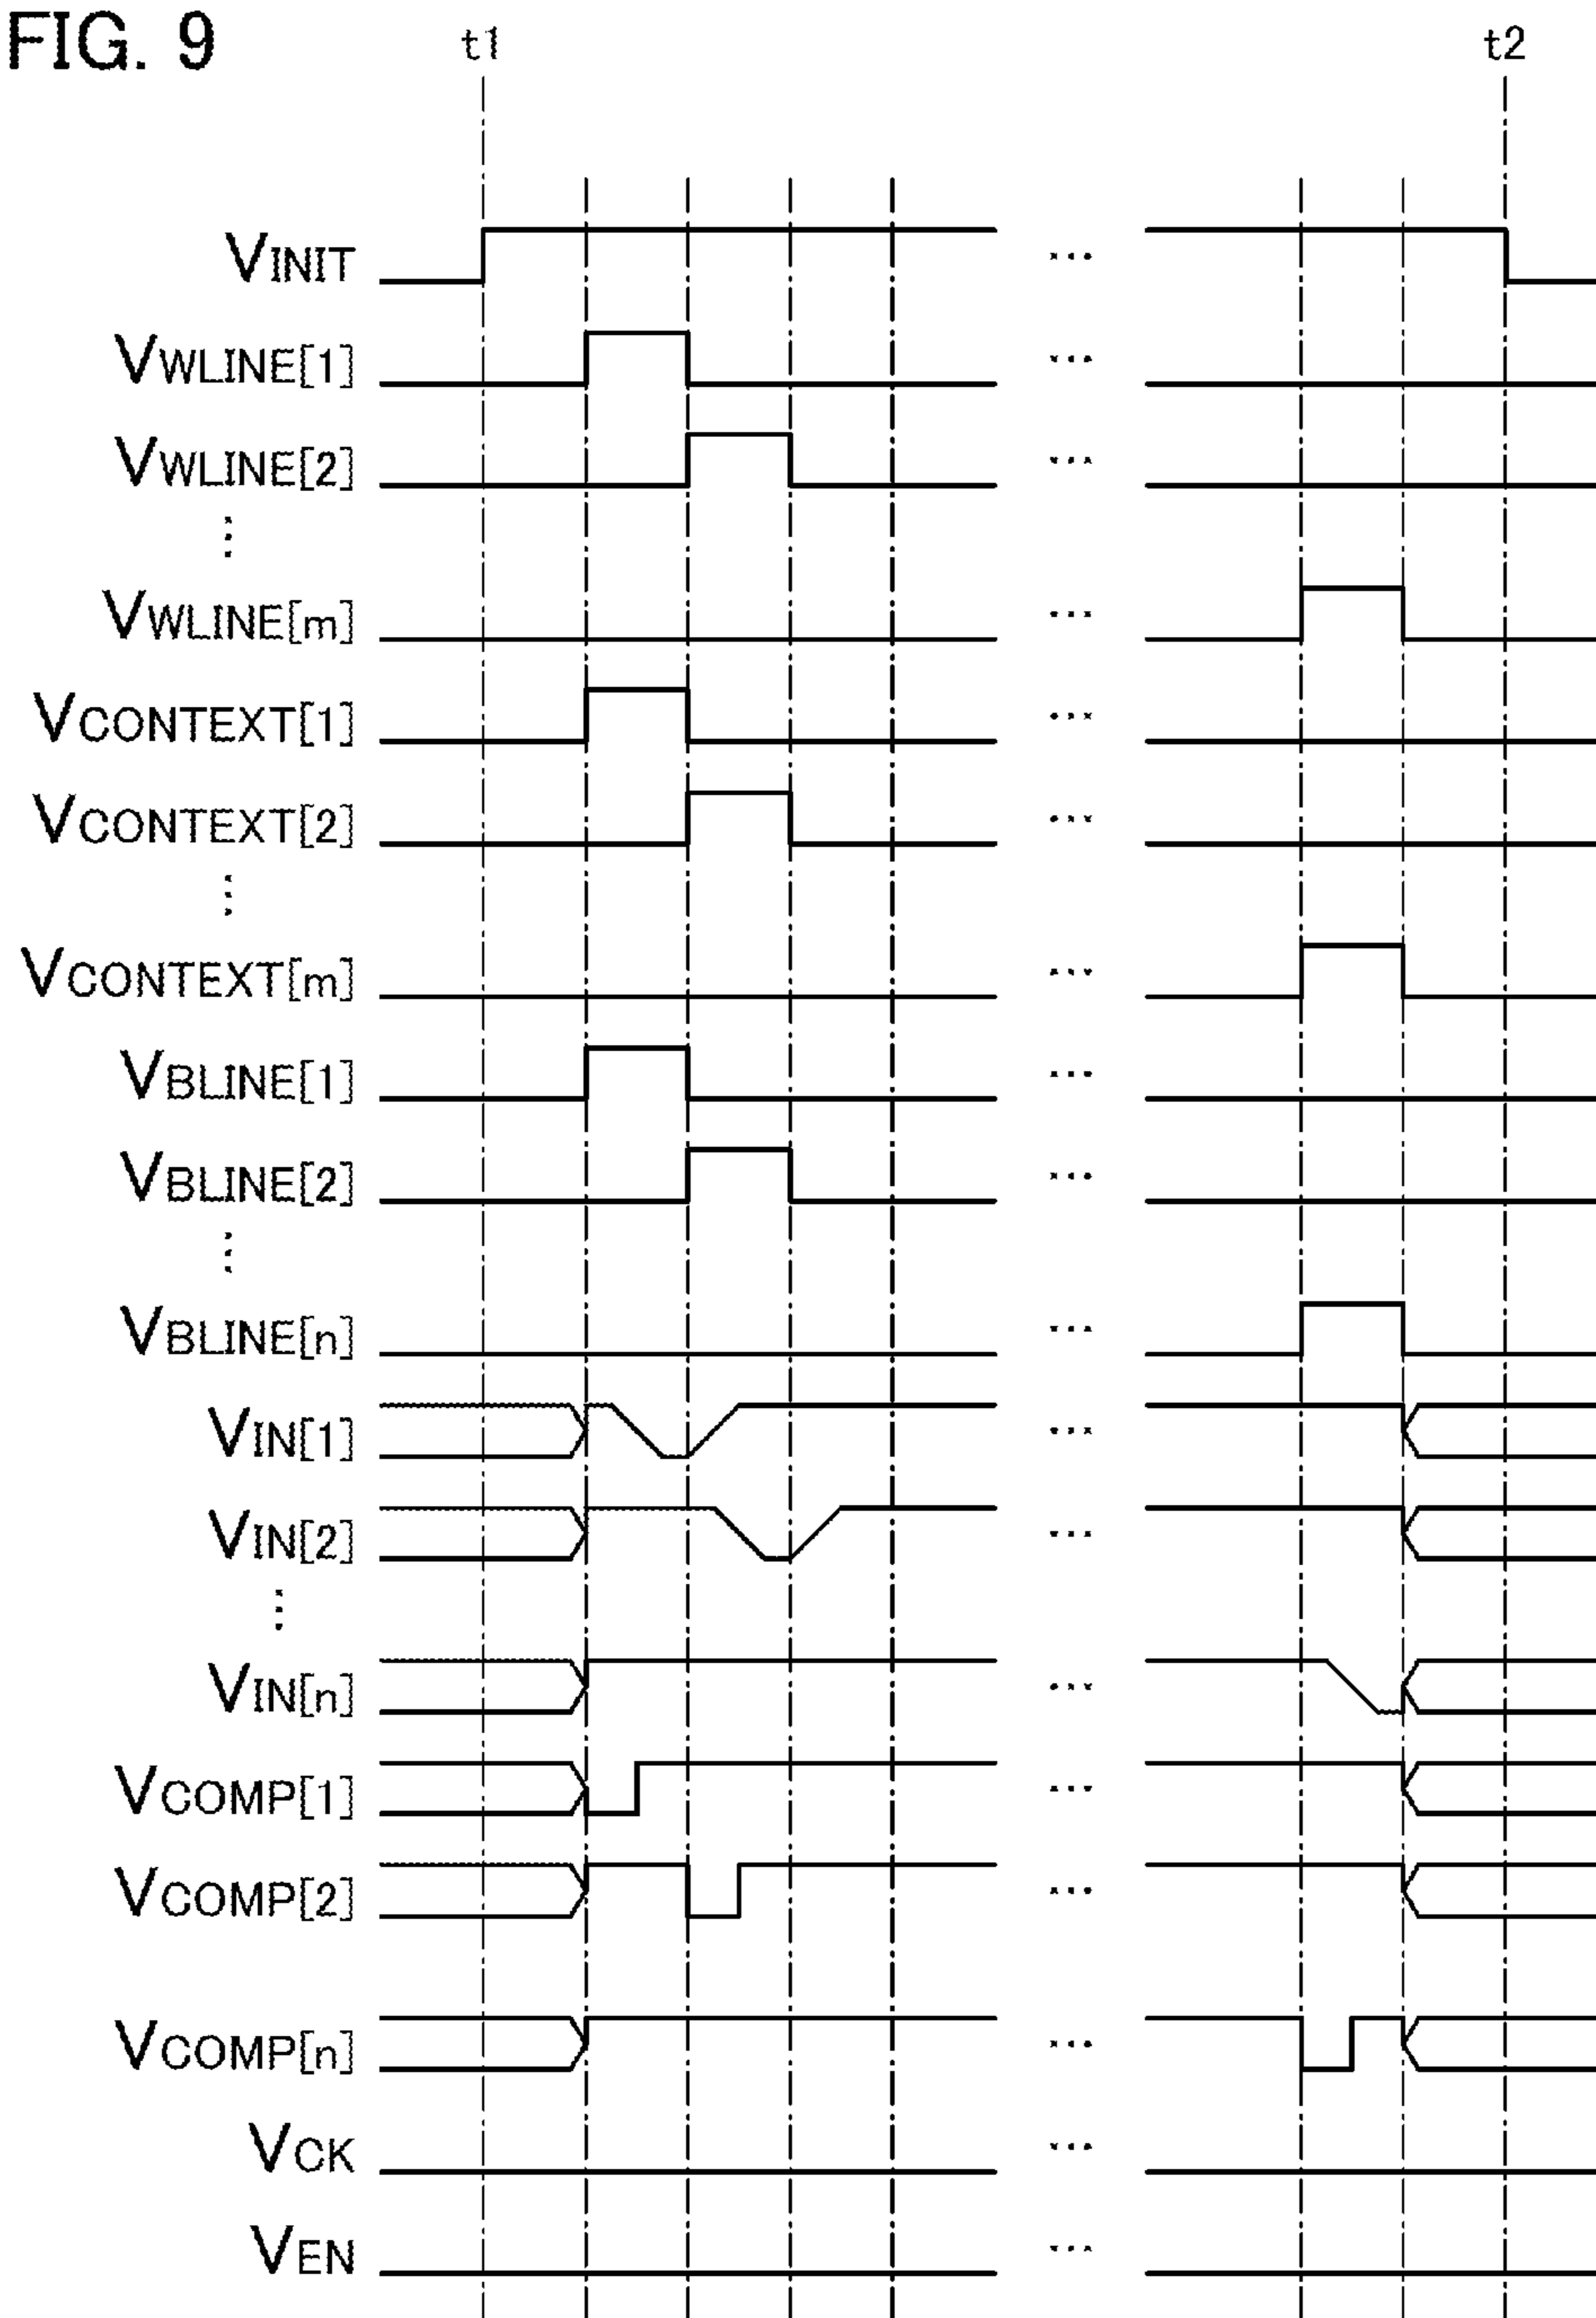 FIG. 9
t1 t2
VINIT ...
VWLINE[1] ...
VWLINE[2] ...
⋮
VWLINE[m] ...
VCONTEXT[1] ...
VCONTEXT[2] ...
⋮
VCONTEXT[m] ...
VBLINE[1] ...
VBLINE[2] ...
⋮
VBLINE[n] ...
VIN[1] ...
VIN[2] ...
⋮
VIN[n] ...
VCOMP[1] ...
VCOMP[2] ...
VCOMP[n] ...
VCK ...
VEN ...